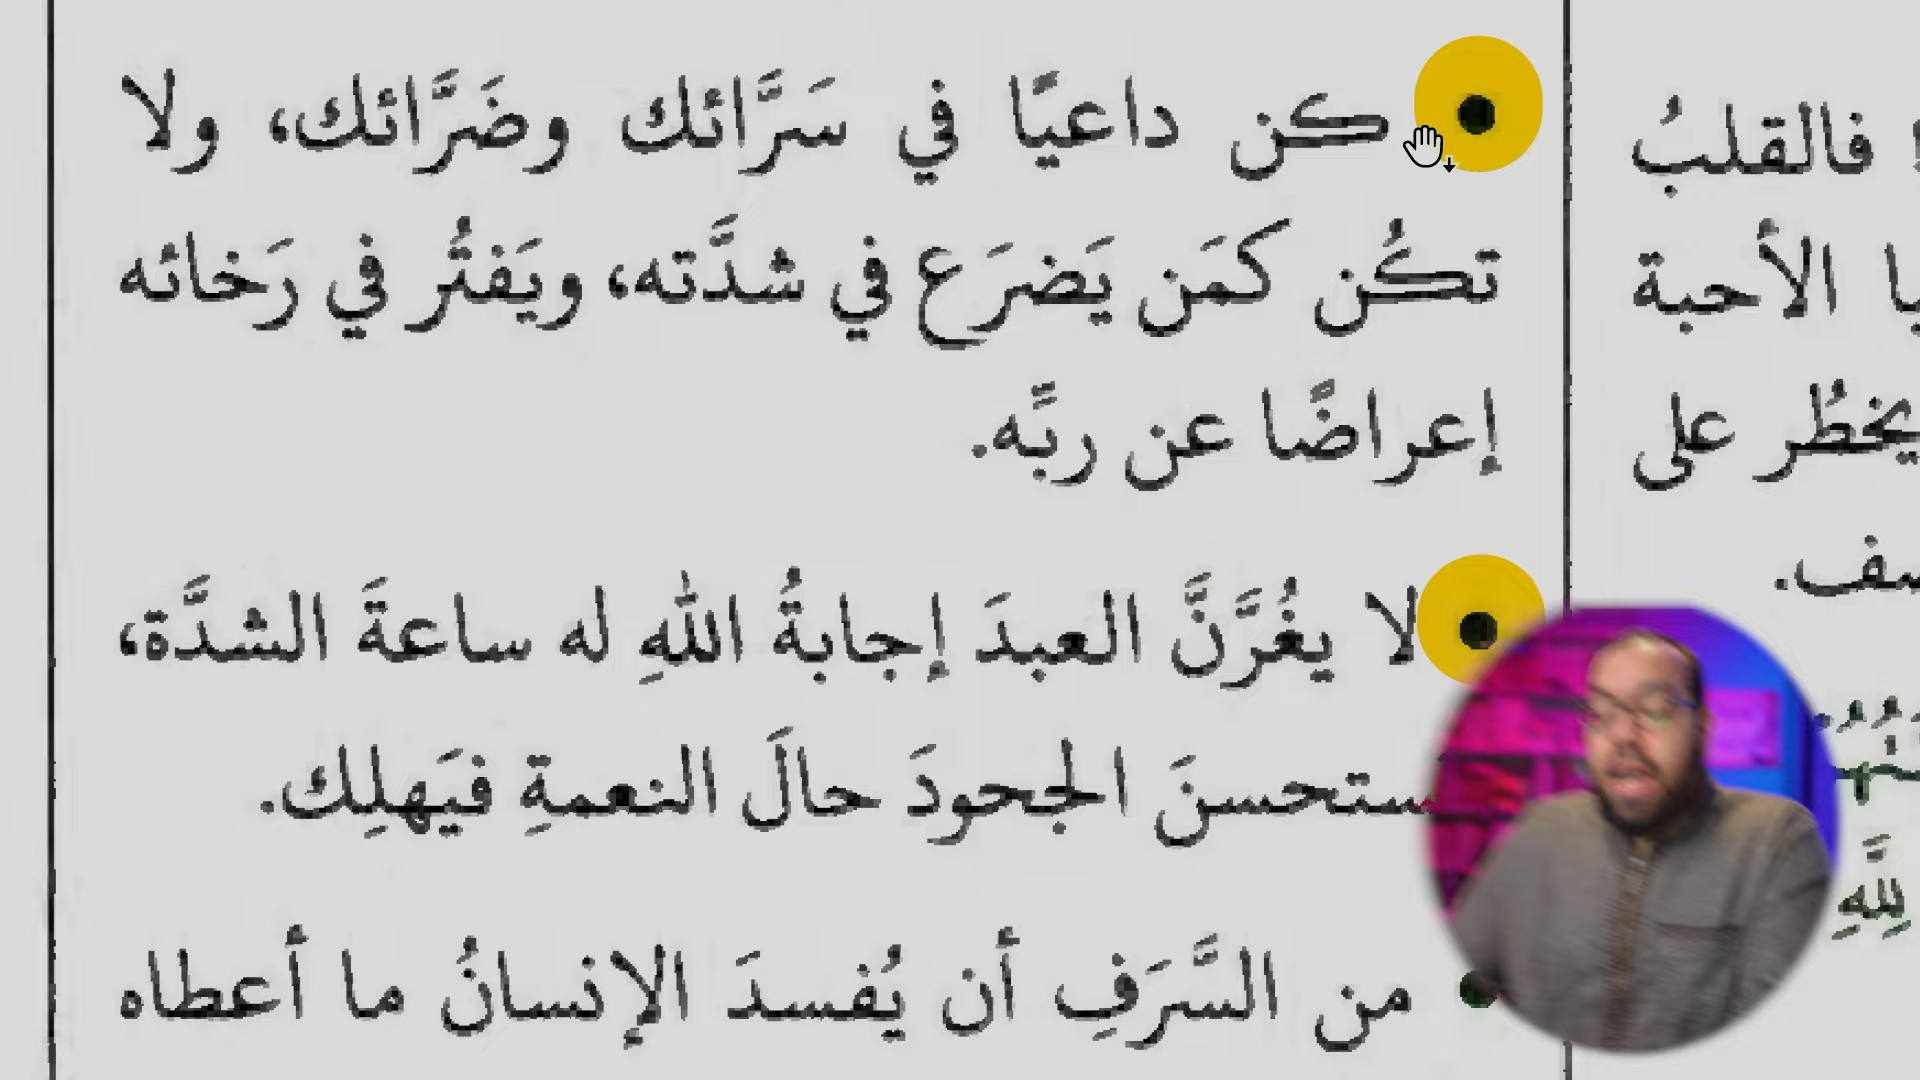 • كن داعيًا في سَرَّائك وضَرَّائك، ولا
تكُن كمَن يَضرَع في شدَّته، ويَفتُر في رَخائه
إعراضًا عن ربِّه.
• لا يغُرَّنَّ العبدَ إجابةُ اللهِ له ساعةَ الشدَّة،
الجحودَ حالَ النعمةِ فيَهلِك.
• من السَّرَفِ أن يُفسدَ الإنسانُ ما أعطاه
فالقلبُ
الأحبة
يخطُر على